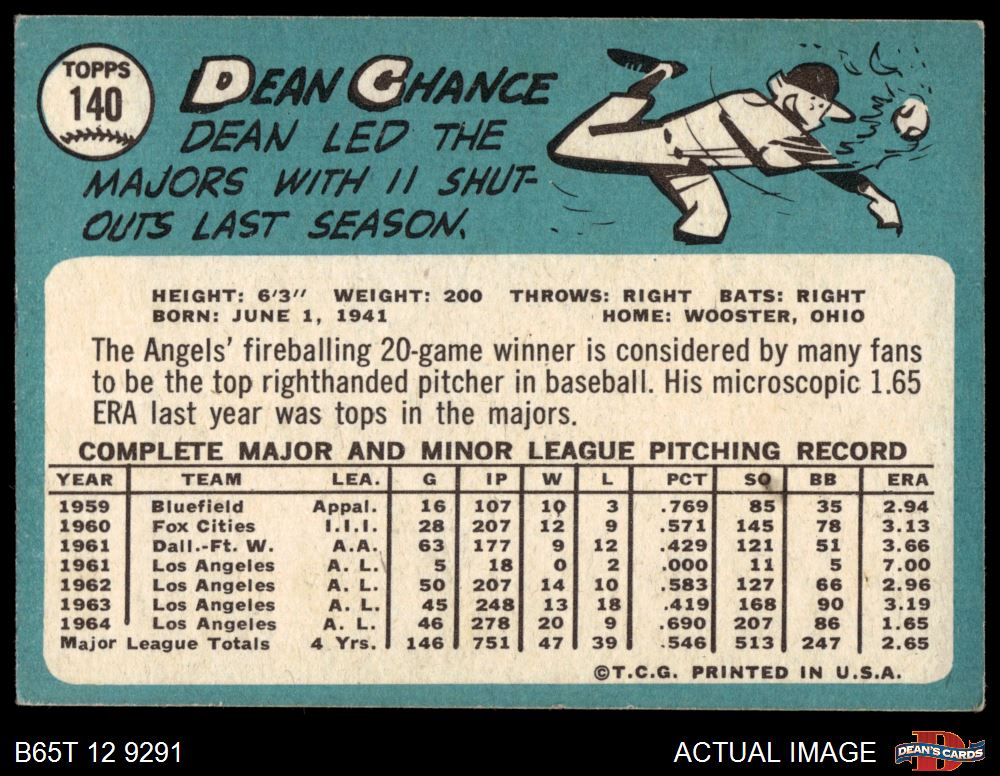 TOPPS
140
DEAN CHANCE
DEAN LED THE
MAJORS WITH 11 SHUT-
OUTS LAST SEASON.
HEIGHT: 6'3" WEIGHT: 200 THROWS: RIGHT BATS: RIGHT
BORN: JUNE 1, 1941 HOME: WOOSTER, OHIO
The Angels' fireballing 20-game winner is considered by many fans
to be the top righthanded pitcher in baseball. His microscopic 1.65
ERA last year was tops in the majors.
COMPLETE MAJOR AND MINOR LEAGUE PITCHING RECORD
YEAR TEAM LEA. G IP W L PCT SO BB ERA
1959 Bluefield Appal. 16 107 10 3 .769 85 35 2.94
1960 Fox Cities I.I.I. 28 207 12 9 .571 145 78 3.13
1961 Dall.-Ft. W. A.A. 63 177 9 12 .429 121 51 3.66
1961 Los Angeles A. L. 5 18 0 2 .000 11 5 7.00
1962 Los Angeles A. L. 50 207 14 10 .583 127 66 2.96
1963 Los Angeles A. L. 45 248 13 18 .419 168 90 3.19
1964 Los Angeles A. L. 46 278 20 9 .690 207 86 1.65
Major League Totals 4 Yrs. 146 751 47 39 .546 513 247 2.65
©T.C.G. PRINTED IN U.S.A.
B65T 12 9291 ACTUAL IMAGE DEAN'S CARDS